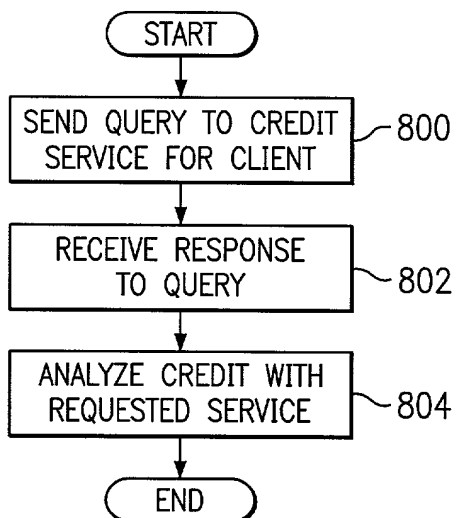 START
SEND QUERY TO CREDIT
SERVICE FOR CLIENT
800
RECEIVE RESPONSE
TO QUERY
802
ANALYZE CREDIT WITH
REQUESTED SERVICE
804
END